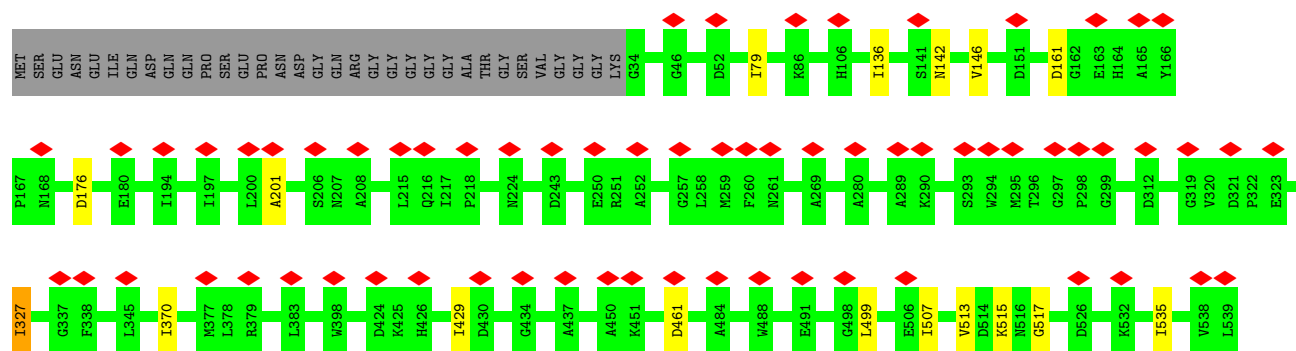 MET SER GLU ASN GLU ILE GLN ASP GLN GLN PRO SER GLU PRO ASN ASP GLY GLN ARG GLY GLY GLY GLY GLY ALA THR GLY SER VAL GLY GLY GLY LYS G34 G46 D52 I79 K86 H106 I136 S141 N142 V146 D151 D161 G162 E163 H164 A165 Y166
P167 N168 D176 E180 I194 I197 L200 A201 S206 N207 A208 L215 Q216 I217 P218 N224 D243 E250 R251 A252 G257 L258 M259 F260 N261 A269 A280 A289 K290 S293 W294 M295 T296 G297 P298 G299 D312 G319 V320 D321 P322 E323
I327 G337 F338 L345 I370 M377 L378 R379 L383 W398 D424 K425 H426 I429 D430 G434 A437 A450 K451 D461 A484 W488 E491 G498 L499 E506 I507 V513 D514 K515 N516 G517 D526 K532 I535 V538 L539